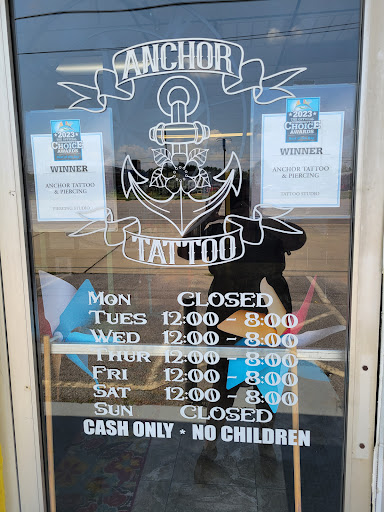 ANCHOR
TATTOO
2023
CHOICE
AWARDS
WINNER
ANCHOR TATTOO
& PIERCING
2023
CHOICE
AWARDS
WINNER
ANCHOR TATTOO
& PIERCING
TATTOO STUDIO
MON CLOSED
TUES 12:00 - 8:00
WED 12:00 - 8:00
THUR 12:00 - 8:00
FRI 12:00 - 8:00
SAT 12:00 - 8:00
SUN CLOSED
CASH ONLY * NO CHILDREN